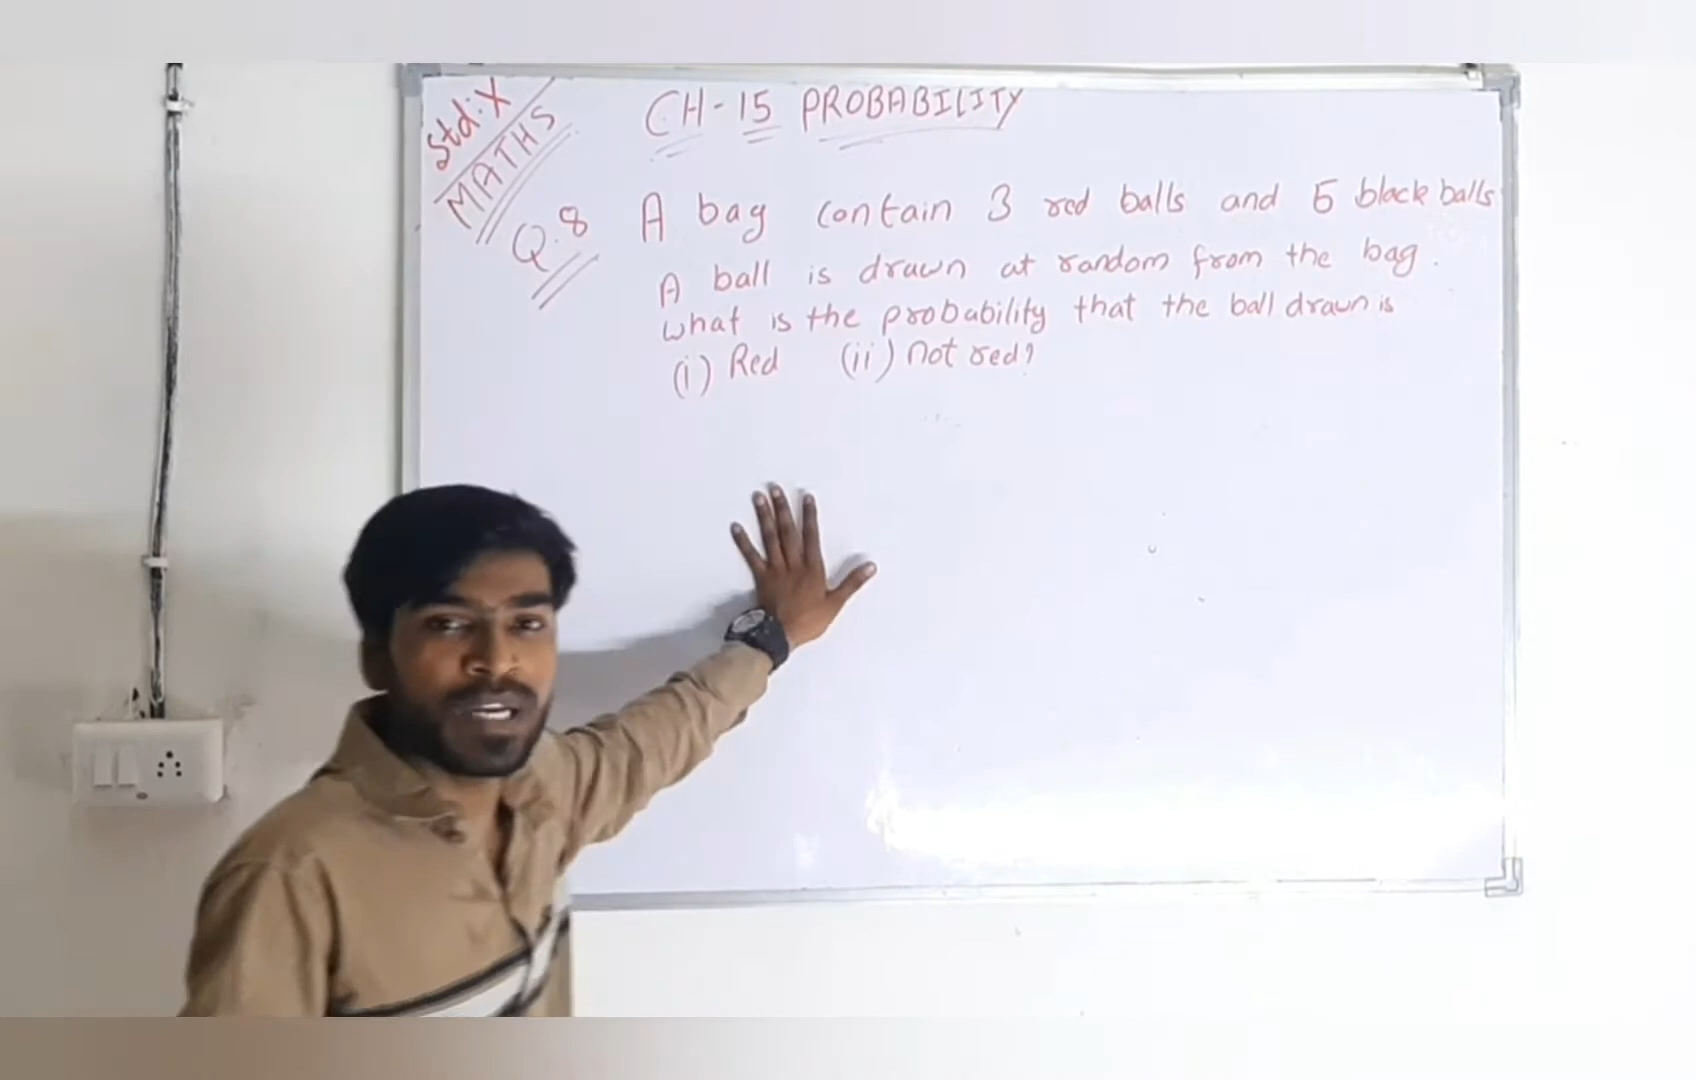 Std:X
MATHS
CH-15 PROBABILITY
Q.8 A bag contain 3 red balls and 5 black balls
A ball is drawn at random from the bag.
what is the probability that the ball drawn is
(i) Red (ii) not red?